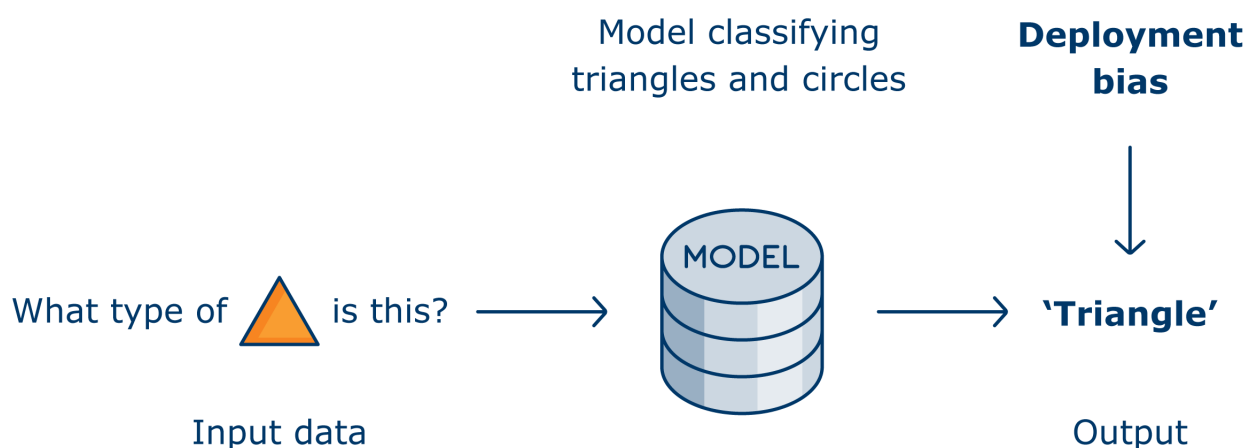 Model classifying
triangles and circles
Deployment
bias
MODEL
What type of
is this?
‘Triangle’
Input data
Output